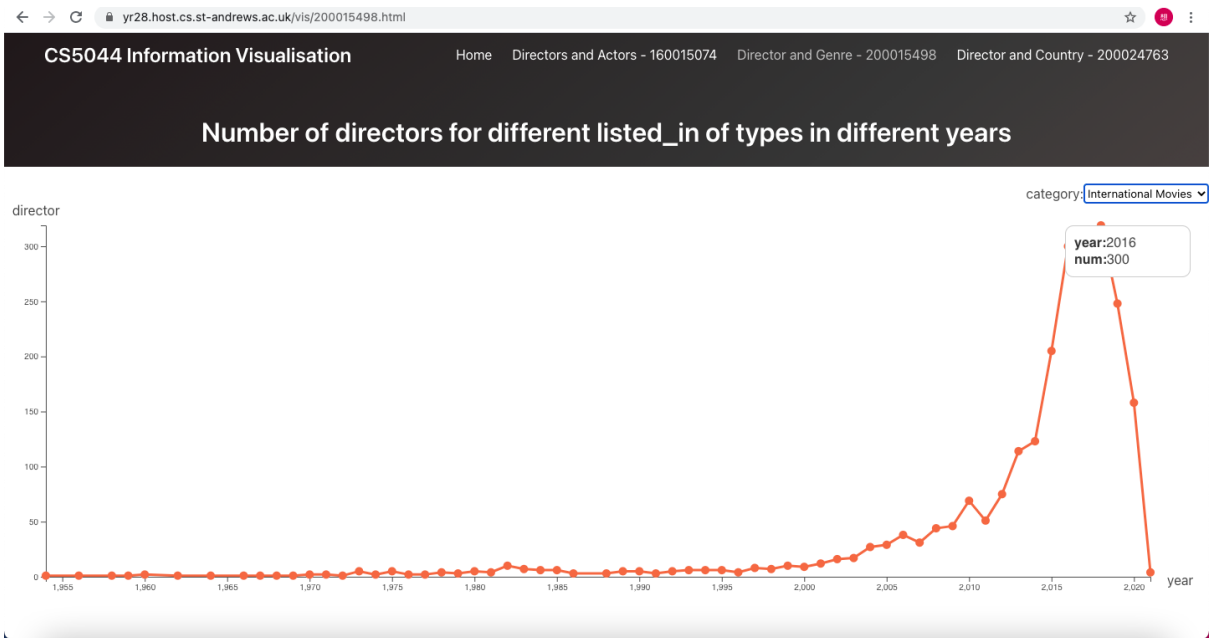 yr28.host.cs.st-andrews.ac.uk/vis/200015498.html
CS5044 Information Visualisation
Home Directors and Actors - 160015074 Director and Genre - 200015498 Director and Country - 200024763
Number of directors for different listed_in of types in different years
category: International Movies
director
year:2016
num:300
300
250
200
150
100
50
0
1,955 1,960 1,965 1,970 1,975 1,980 1,985 1,990 1,995 2,000 2,005 2,010 2,015 2,020
year